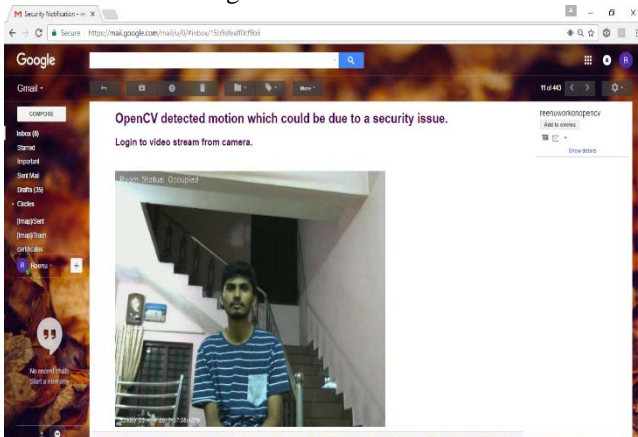 Security Notification - r
Secure https://mail.google.com/mail/u/0/#inbox/
Google
Gmail
More
11 of 443
COMPOSE
OpenCV detected motion which could be due to a security issue.
Login to video stream from camera.
reenuworkonopencv
Add to circles
Show details
Inbox (8)
Starred
Important
Sent Mail
Drafts (35)
Circles
[Imap]/Sent
[Imap]/Trash
certificates
Reenu
Room Status: Occupied
No recent chats
Start a new one